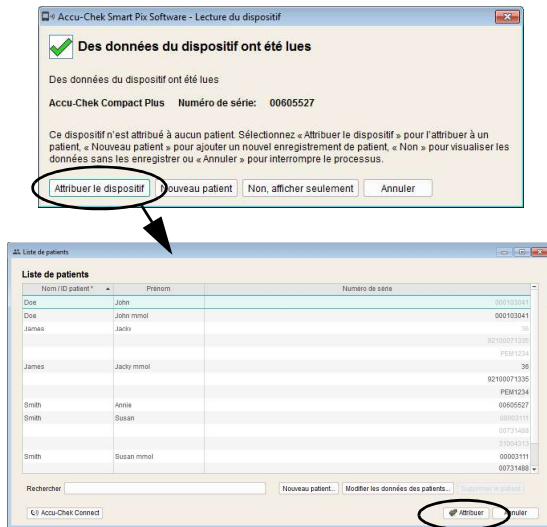 Accu-Chek Smart Pix Software - Lecture du dispositif
Des données du dispositif ont été lues
Des données du dispositif ont été lues
Accu-Chek Compact Plus Numéro de série: 00605527
Ce dispositif n'est attribué à aucun patient. Sélectionnez « Attribuer le dispositif » pour l'attribuer à un
patient, « Nouveau patient » pour ajouter un nouvel enregistrement de patient, « Non » pour visualiser les
données sans les enregistrer ou « Annuler » pour interrompre le processus.
Attribuer le dispositif Nouveau patient Non, afficher seulement Annuler
Liste de patients
Liste de patients
Nom / ID patient * Prénom Numéro de série
Doe John 000103041
Doe John mmol 000103041
James Jacky 36
92100071335
PEM1234
James Jacky mmol 36
92100071335
PEM1234
Smith Annie 00605527
Smith Susan 00003111
00731488
21004313
Smith Susan mmol 00003111
00731488
Rechercher Nouveau patient... Modifier les données des patients... Supprimer le patient
Accu-Chek Connect Attribuer Annuler